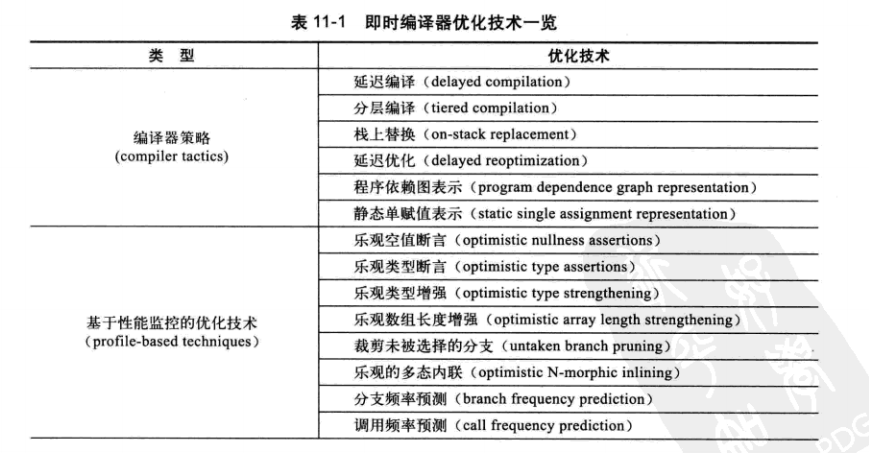 表 11-1 即时编译器优化技术一览
类 型 优化技术
编译器策略
(compiler tactics)
延迟编译（delayed compilation）
分层编译（tiered compilation）
栈上替换（on-stack replacement）
延迟优化（delayed reoptimization）
程序依赖图表示（program dependence graph representation）
静态单赋值表示（static single assignment representation）
基于性能监控的优化技术
（profile-based techniques）
乐观空值断言（optimistic nullness assertions）
乐观类型断言（optimistic type assertions）
乐观类型增强（optimistic type strengthening）
乐观数组长度增强（optimistic array length strengthening）
裁剪未被选择的分支（untaken branch pruning）
乐观的多态内联（optimistic N-morphic inlining）
分支频率预测（branch frequency prediction）
调用频率预测（call frequency prediction）
PDG